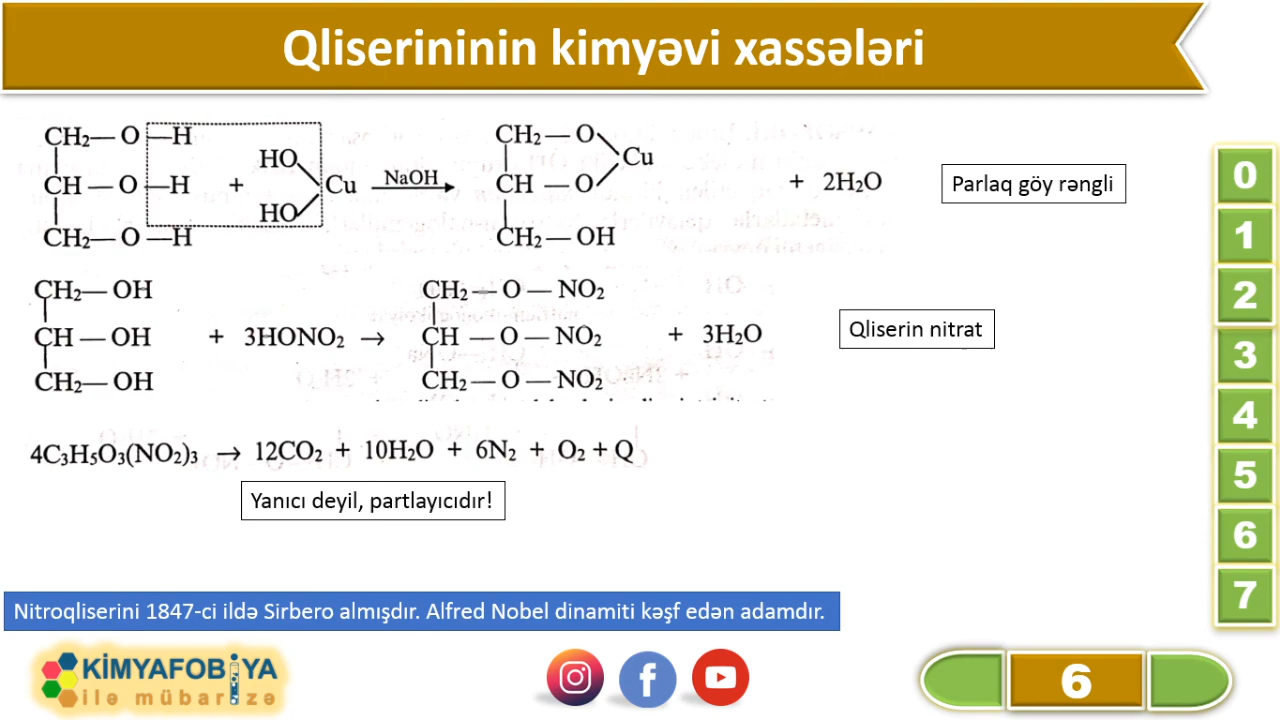 Qliserininin kimyəvi xassələri
CH₂— O —H
HO
CH — O —H + Cu NaOH
HO
CH₂— O —H
CH₂ — O
CH — O Cu + 2H₂O
CH₂— OH
Parlaq göy rəngli
CH₂— OH
CH — OH + 3HONO₂ →
CH₂— OH
CH₂ — O — NO₂
CH — O — NO₂ + 3H₂O
CH₂ — O — NO₂
Qliserin nitrat
4C₃H₅O₃(NO₂)₃ → 12CO₂ + 10H₂O + 6N₂ + O₂ + Q
Yanıcı deyil, partlayıcıdır!
Nitroqliserini 1847-ci ildə Sirbero almışdır. Alfred Nobel dinamiti kəşf edən adamdır.
KİMYAFOBİYA
ilə mübarizə
6
0
1
2
3
4
5
6
7